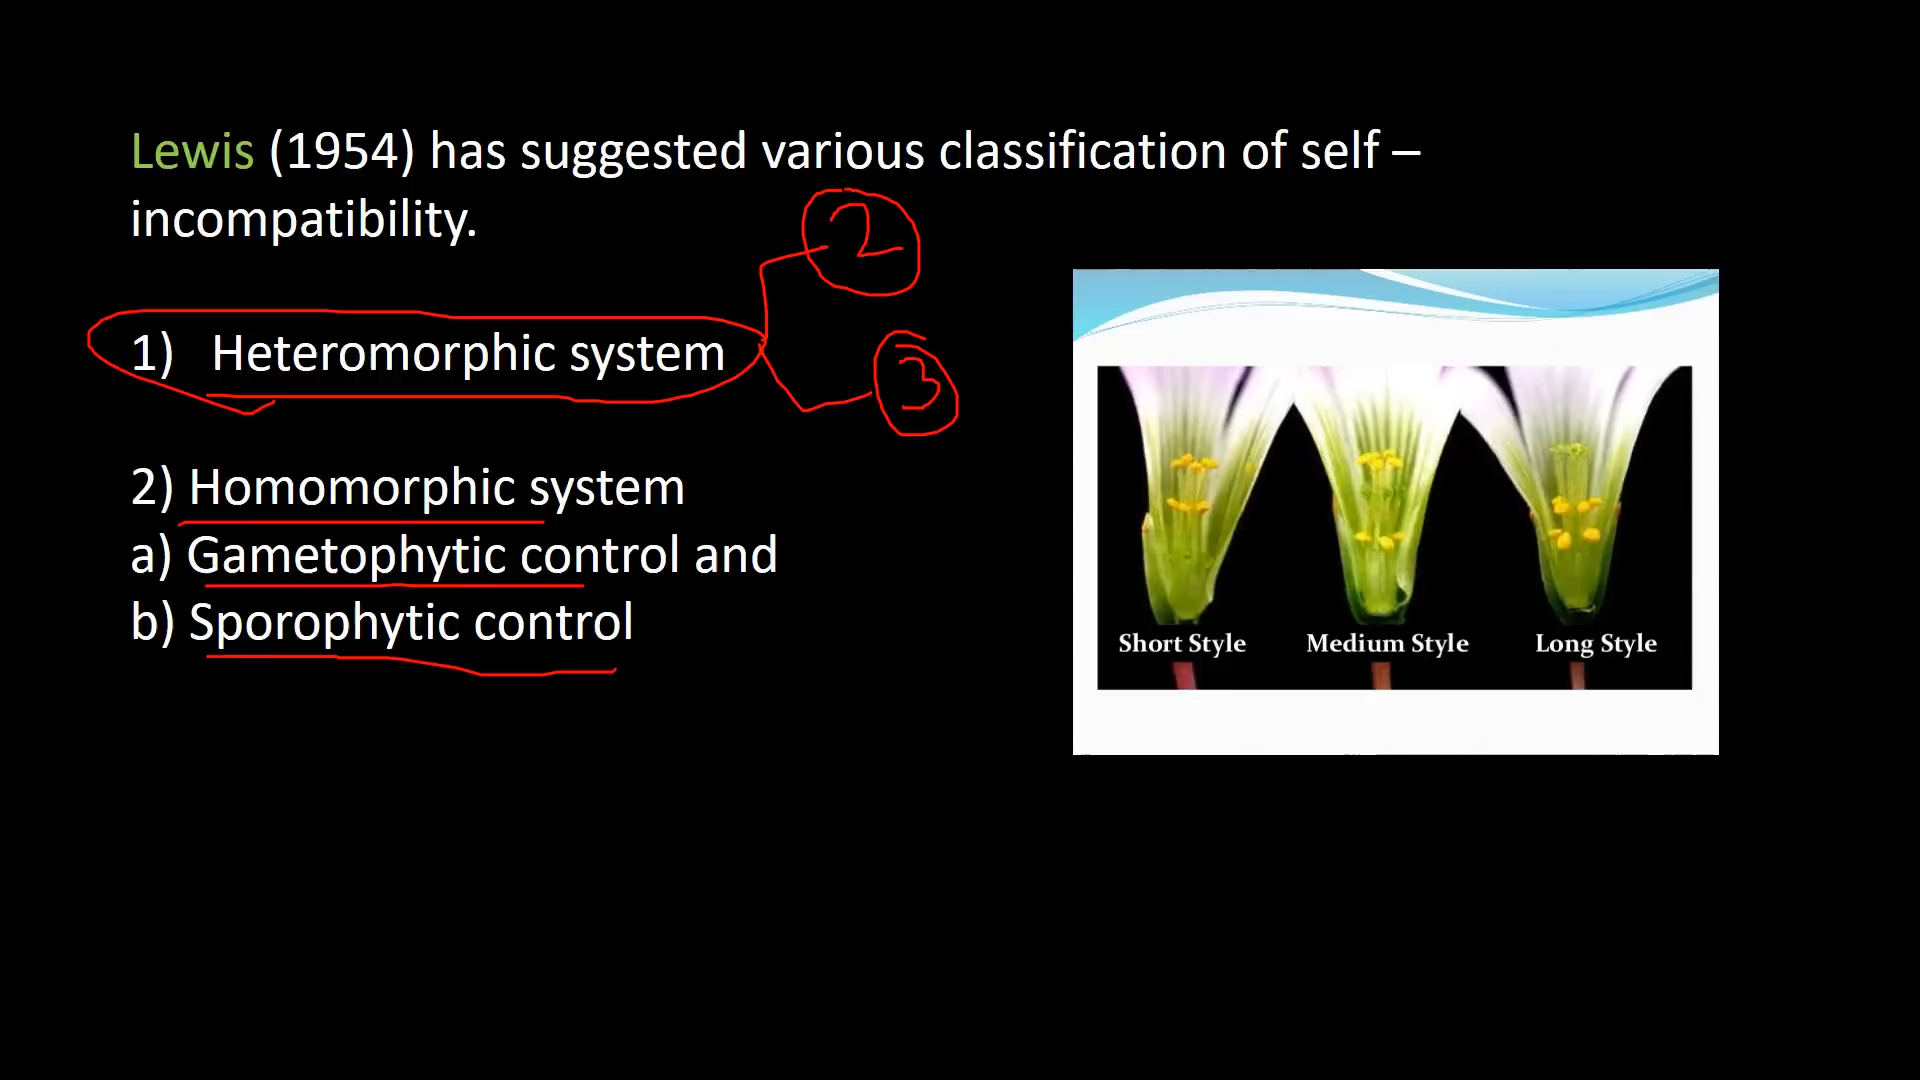 Lewis (1954) has suggested various classification of self –
incompatibility.
2
1) Heteromorphic system
3
2) Homomorphic system
a) Gametophytic control and
b) Sporophytic control
Short Style
Medium Style
Long Style